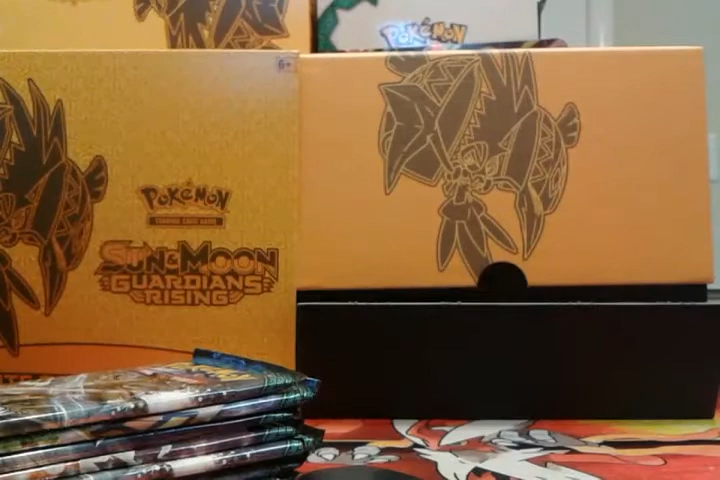 POKéMON
6+
POKéMON
TRADING CARD GAME
SUN & MOON
GUARDIANS
RISING